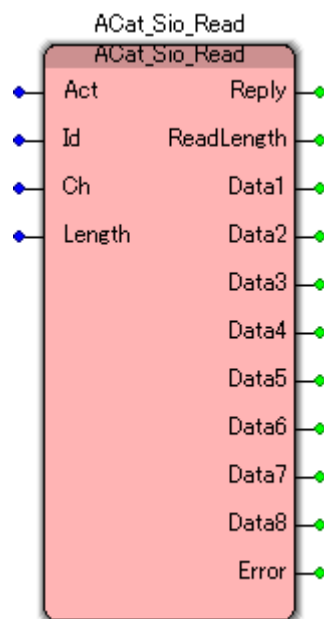 ACat_Sio_Read
ACat_Sio_Read
Act Reply
Id ReadLength
Ch Data1
Length Data2
Data3
Data4
Data5
Data6
Data7
Data8
Error